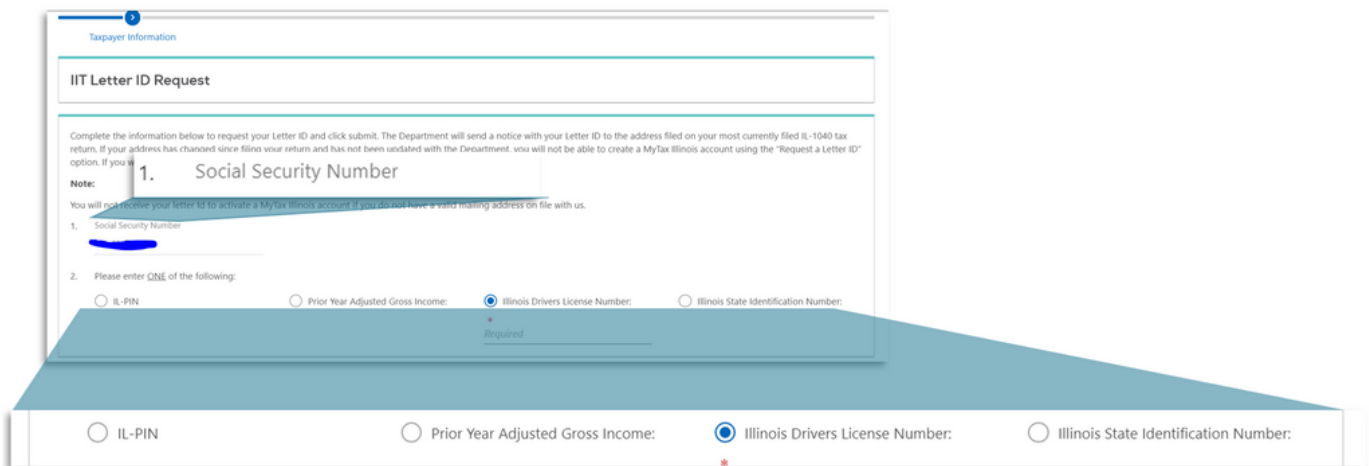 Taxpayer Information
IIT Letter ID Request
Complete the information below to request your Letter ID and click submit. The Department will send a notice with your Letter ID to the address filed on your most currently filed IL-1040 tax
return. If your address has changed since filing your return and has not been updated with the Department, you will not be able to create a MyTax Illinois account using the "Request a Letter ID"
option. If you
1. Social Security Number
Note:
You will not receive your letter Id to activate a MyTax Illinois account if you do not have a valid mailing address on file with us.
1. Social Security Number
2. Please enter ONE of the following:
IL-PIN Prior Year Adjusted Gross Income: Illinois Drivers License Number: Illinois State Identification Number:
*
Required
IL-PIN Prior Year Adjusted Gross Income: Illinois Drivers License Number: Illinois State Identification Number:
*